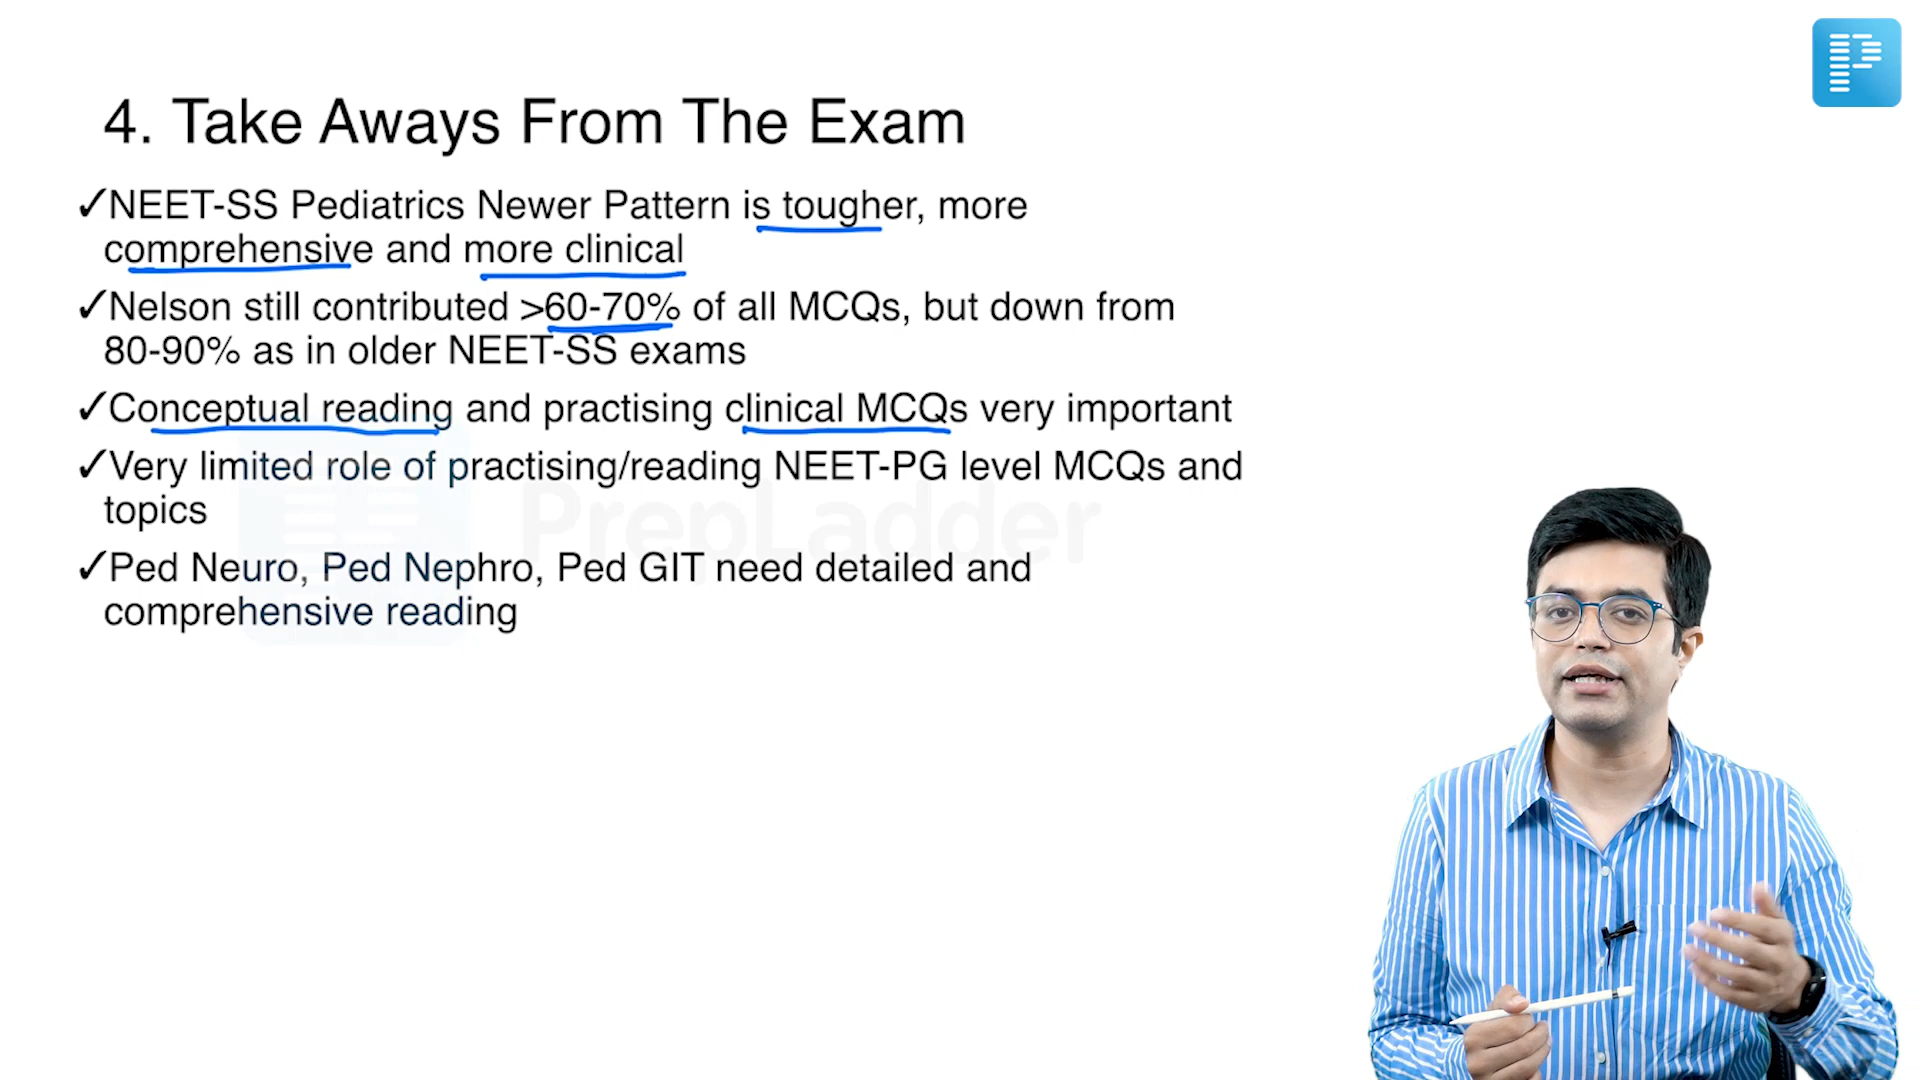 4. Take Aways From The Exam
✓NEET-SS Pediatrics Newer Pattern is tougher, more
comprehensive and more clinical
✓Nelson still contributed >60-70% of all MCQs, but down from
80-90% as in older NEET-SS exams
✓Conceptual reading and practising clinical MCQs very important
✓Very limited role of practising/reading NEET-PG level MCQs and
topics
PrepLadder
✓Ped Neuro, Ped Nephro, Ped GIT need detailed and
comprehensive reading